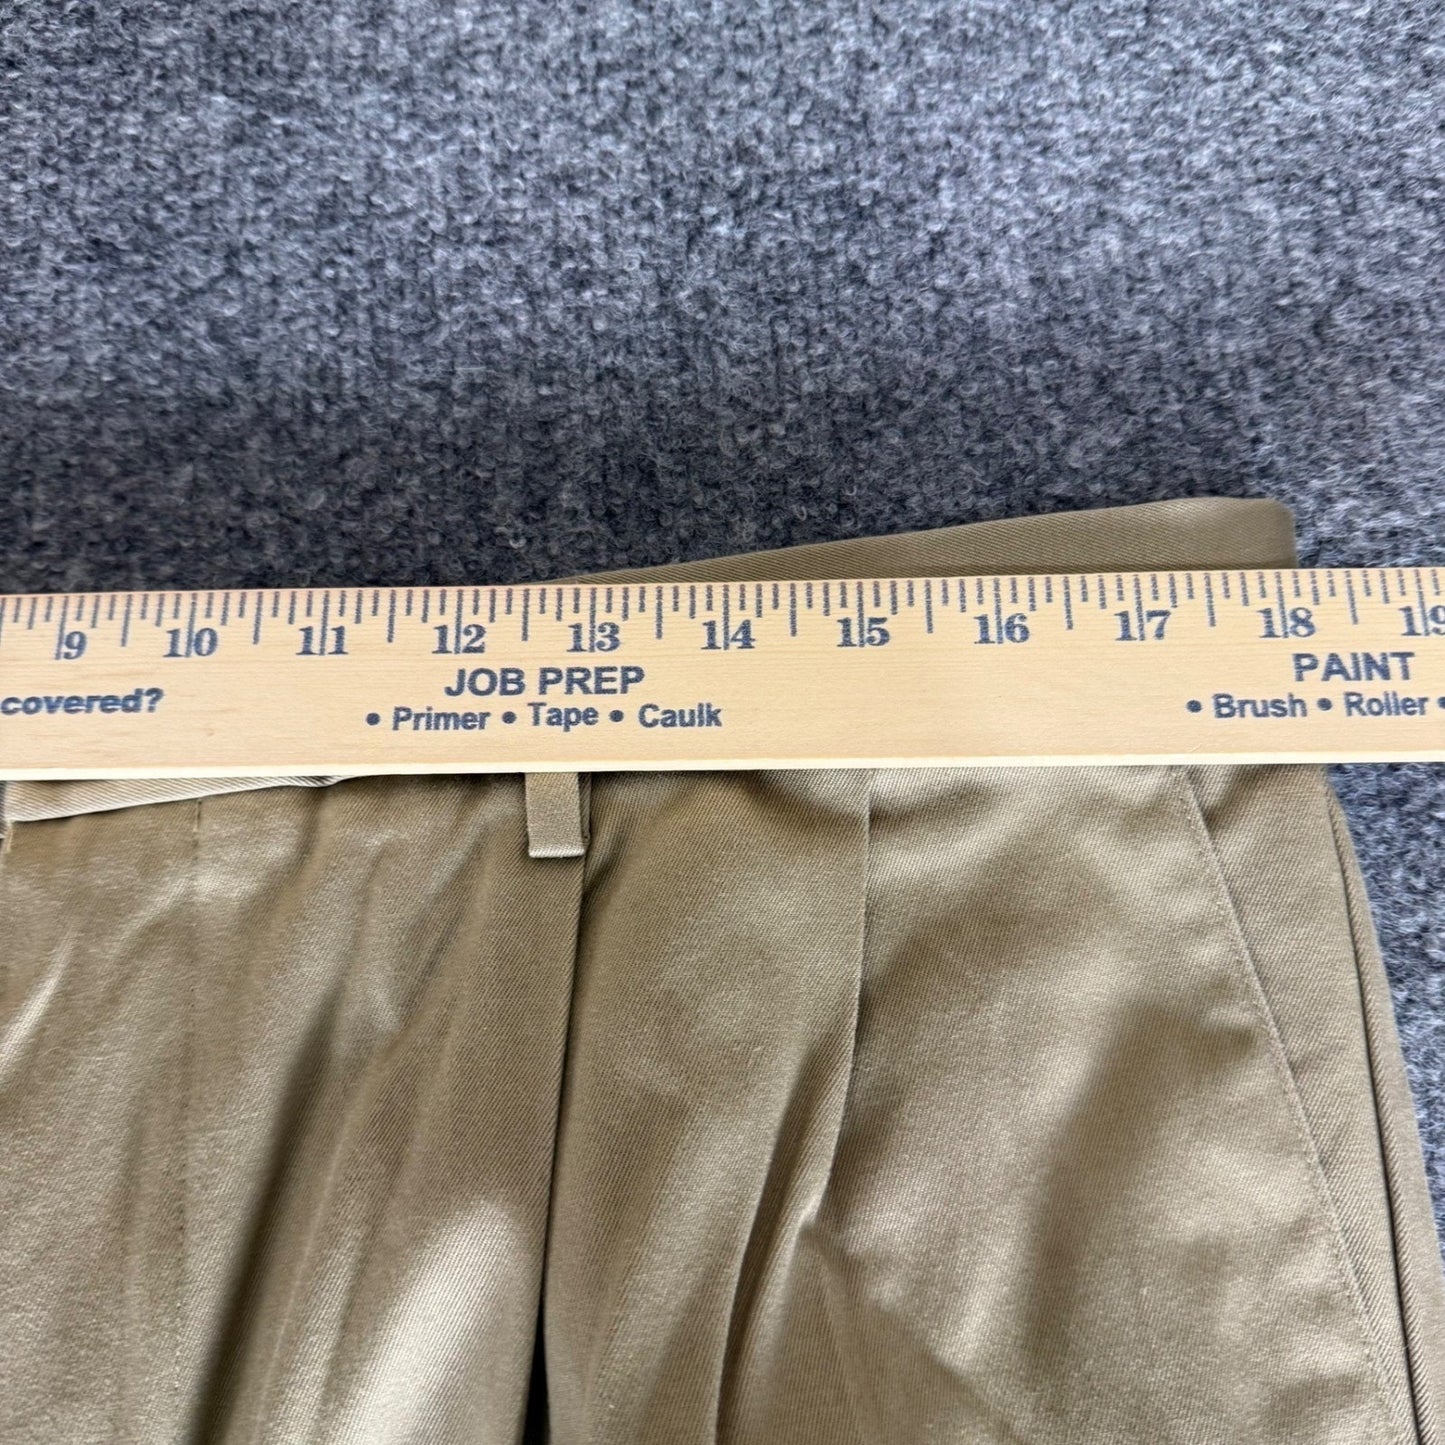 9 10 11 12 13 14 15 16 17 18 19
JOB PREP
• Primer • Tape • Caulk
covered?
PAINT
• Brush • Roller •